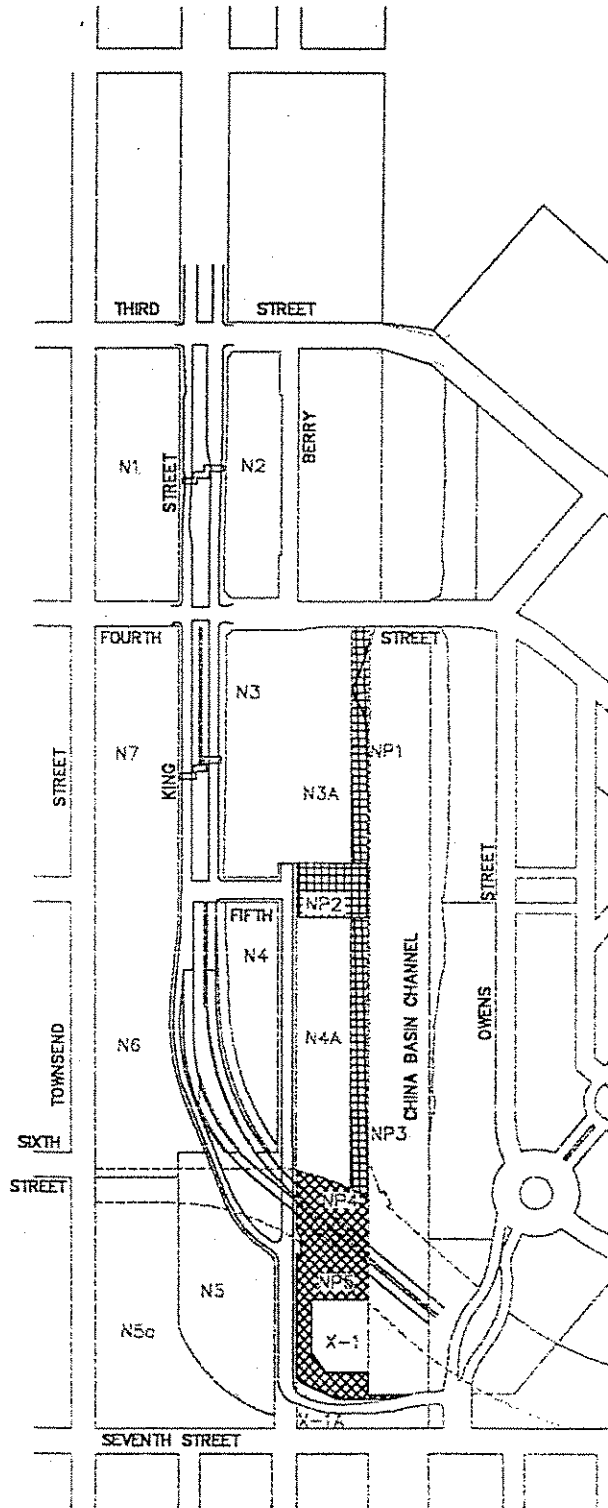 THIRD STREET
BERRY
N1
STREET
N2
FOURTH STREET
N3
N7
KING
STREET
NP1
N3A
STREET
NP2
FIFTH
N4
CHINA BASIN CHANNEL
OWENS
N4A
N6
TOWNSEND
NP3
SIXTH
STREET
NP4
NP5
N5
N5a
X-1
X-1A
SEVENTH STREET